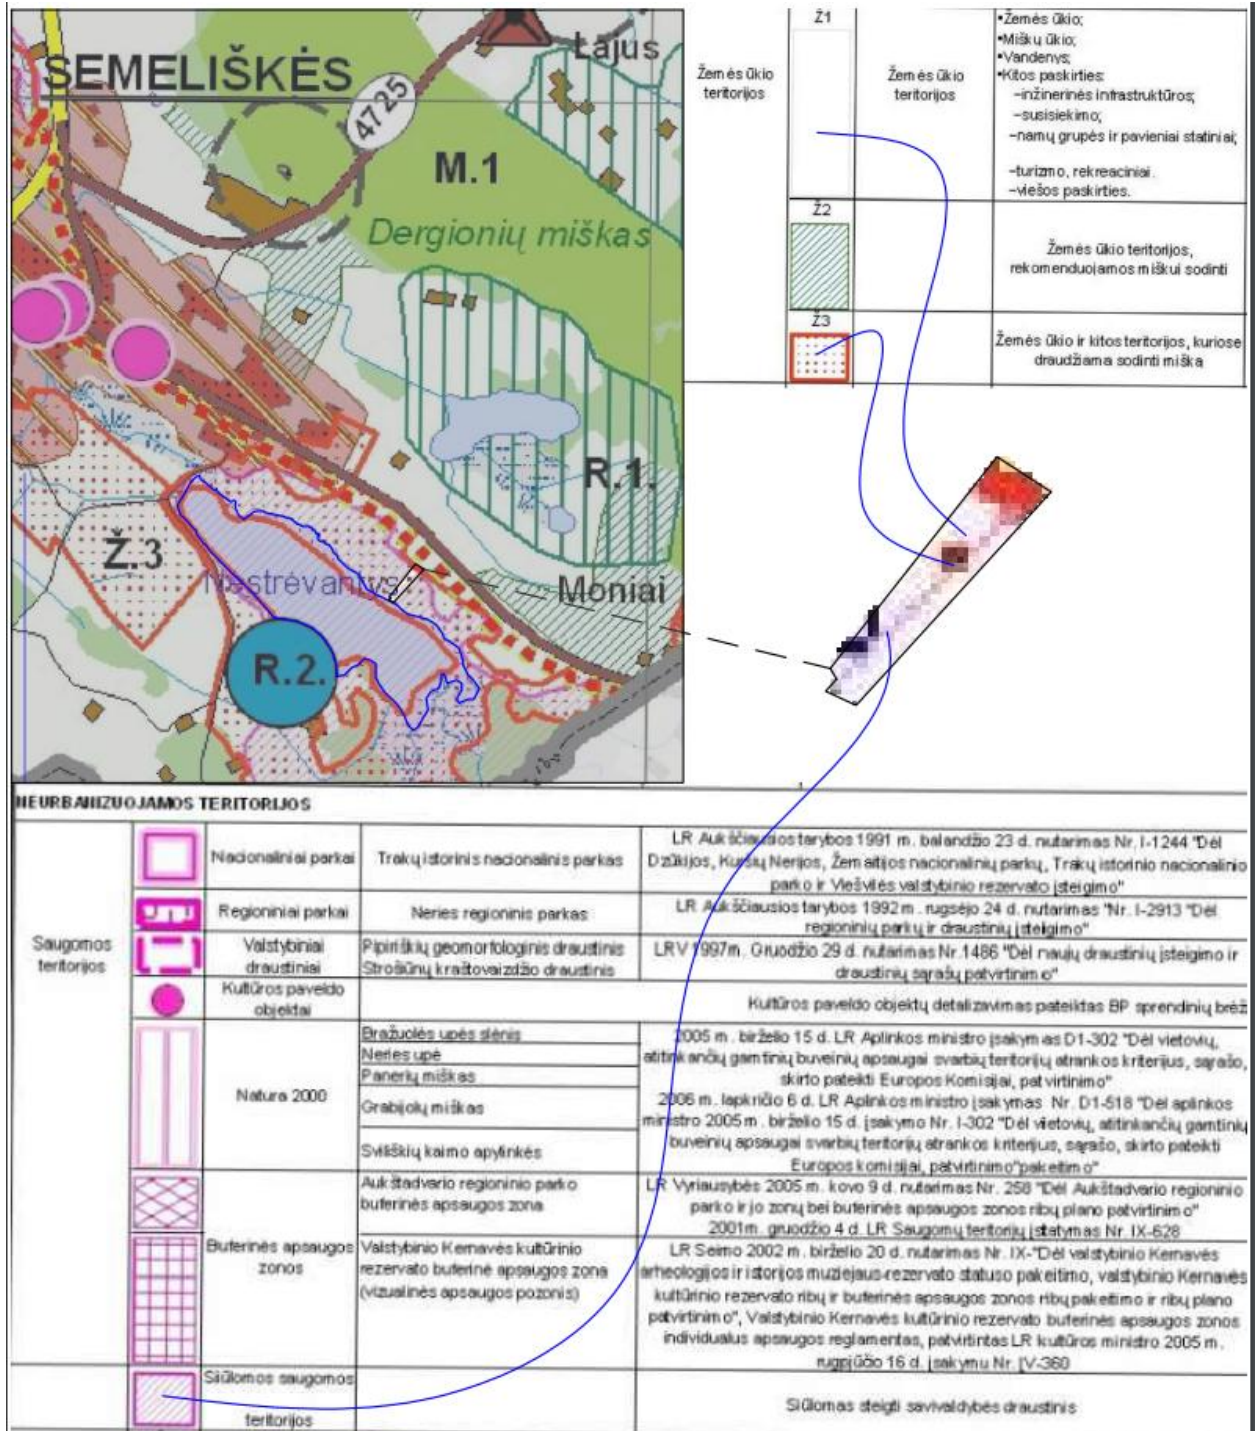 SEMELIŠKĖS
Lajus
4725
M.1
Dergionių miškas
R.1.
Ž.3
Nestrėvantys
Moniai
R.2.
Žemės ūkio
teritorijos
Ž1
Žemės ūkio
teritorijos
•Žemės ūkio;
•Miškų ūkio;
•Vandenys;
•Kitos paskirties:
–inžinerinės infrastruktūros;
–susisiekimo;
–namų grupės ir pavieniai statiniai;
–turizmo, rekreaciniai.
–viešos paskirties.
Ž2
Žemės ūkio teritorijos,
rekomenduojamos miškui sodinti
Ž3
Žemės ūkio ir kitos teritorijos, kuriose
draudžiama sodinti mišką
NEURBANIZUOJAMOS TERITORIJOS
Saugomos
teritorijos
Nacionaliniai parkai
Trakų istorinis nacionalinis parkas
LR Aukščiausios tarybos 1991 m. balandžio 23 d. nutarimas Nr. I-1244 "Dėl
Dzūkijos, Kuršių Nerijos, Žemaitijos nacionalinių parkų, Trakų istorinio nacionalinio
parko ir Viešvilės valstybinio rezervato įsteigimo"
Regioniniai parkai
Neries regioninis parkas
LR Aukščiausios tarybos 1992 m. rugsėjo 24 d. nutarimas "Nr. I-2913 "Dėl
regioninių parkų ir draustinių įsteigimo"
Valstybiniai
draustiniai
Pipiriškių geomorfologinis draustinis
Strošiūnų kraštovaizdžio draustinis
LRV 1997m. Gruodžio 29 d. nutarimas Nr.1486 "Dėl naujų draustinių įsteigimo ir
draustinių sąrašų patvirtinimo"
Kultūros paveldo
objektai
Kultūros paveldo objektų detalizavimas pateiktas BP sprendinių brėž
Natura 2000
Bražuolės upės slėnis
Neries upė
Panerių miškas
Grabijolų miškas
Sviliškių kaimo apylinkės
2005 m. birželio 15 d. LR Aplinkos ministro įsakymas D1-302 "Dėl vietovių,
atitinkančių gamtinių buveinių apsaugai svarbių teritorijų atrankos kriterijus, sąrašo,
skirto pateikti Europos Komisijai, patvirtinimo"
2006 m. lapkričio 6 d. LR Aplinkos ministro įsakymas Nr. D1-518 "Dėl aplinkos
ministro 2005 m. birželio 15 d. įsakymo Nr. I-302 "Dėl vietovių, atitinkančių gamtinių
buveinių apsaugai svarbių teritorijų atrankos kriterijus, sąrašo, skirto pateikti
Europos komisijai, patvirtinimo"pakeitimo"
Aukštadvario regioninio parko
buferinės apsaugos zona
LR Vyriausybės 2005 m. kovo 9 d. nutarimas Nr. 258 "Dėl Aukštadvario regioninio
parko ir jo zonų bei buferinės apsaugos zonos ribų plano patvirtinimo"
2001m. gruodžio 4 d. LR Saugomų teritorijų įstatymas Nr. IX-628
Buferinės apsaugos
zonos
Valstybinio Kernavės kultūrinio
rezervato buferinė apsaugos zona
(vizualinės apsaugos pozonis)
LR Seimo 2002 m. birželio 20 d. nutarimas Nr. IX-"Dėl valstybinio Kernavės
arheologijos ir istorijos muziejaus-rezervato statuso pakeitimo, valstybinio Kernavės
kultūrinio rezervato ribų ir buferinės apsaugos zonos ribų pakeitimo ir ribų plano
patvirtinimo", Valstybinio Kernavės kultūrinio rezervato buferinės apsaugos zonos
individualus apsaugos reglamentas, patvirtintas LR kultūros ministro 2005 m.
rugpjūčio 16 d. įsakymu Nr. ĮV-360
Siūlomos saugomos
teritorijos
Siūlomas steigti savivaldybės draustinis